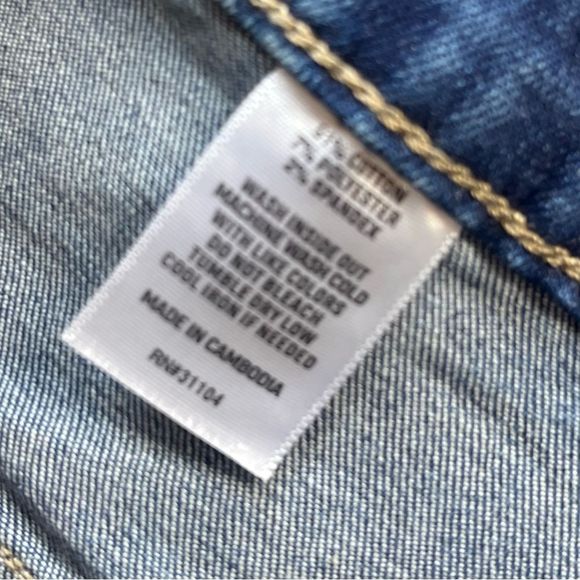 91% COTTON
7% POLYESTER
2% SPANDEX
WASH INSIDE OUT
MACHINE WASH COLD
WITH LIKE COLORS
DO NOT BLEACH
TUMBLE DRY LOW
COOL IRON IF NEEDED
MADE IN CAMBODIA
RN#31104